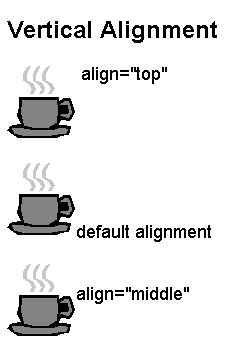 Vertical Alignment
align="top"
default alignment
align="middle"